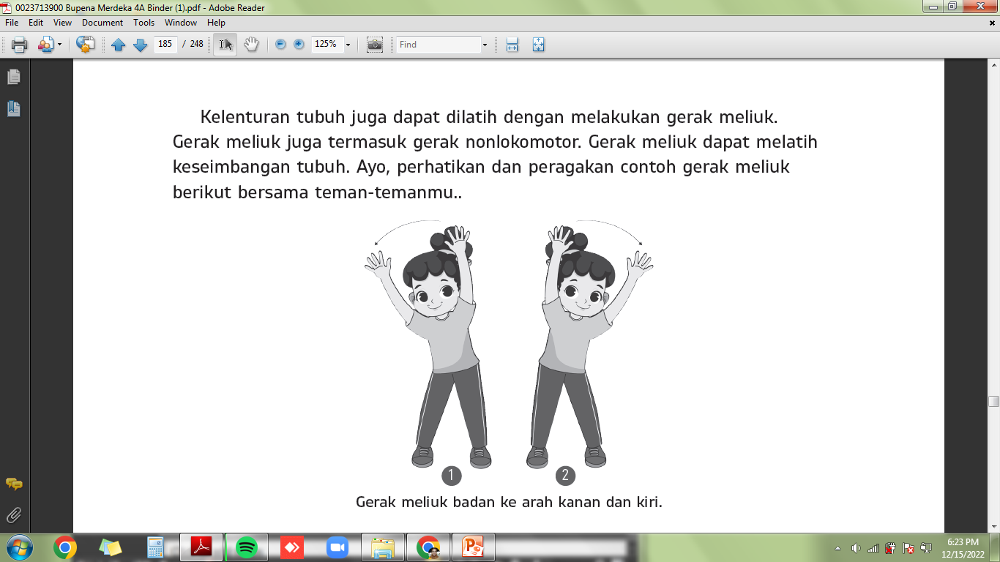 0023713900 Bupena Merdeka 4A Binder (1).pdf - Adobe Reader
File Edit View Document Tools Window Help
185 / 248 125% Find
Kelenturan tubuh juga dapat dilatih dengan melakukan gerak meliuk.
Gerak meliuk juga termasuk gerak nonlokomotor. Gerak meliuk dapat melatih
keseimbangan tubuh. Ayo, perhatikan dan peragakan contoh gerak meliuk
berikut bersama teman-temanmu..
1 2
Gerak meliuk badan ke arah kanan dan kiri.
6:23 PM
12/15/2022